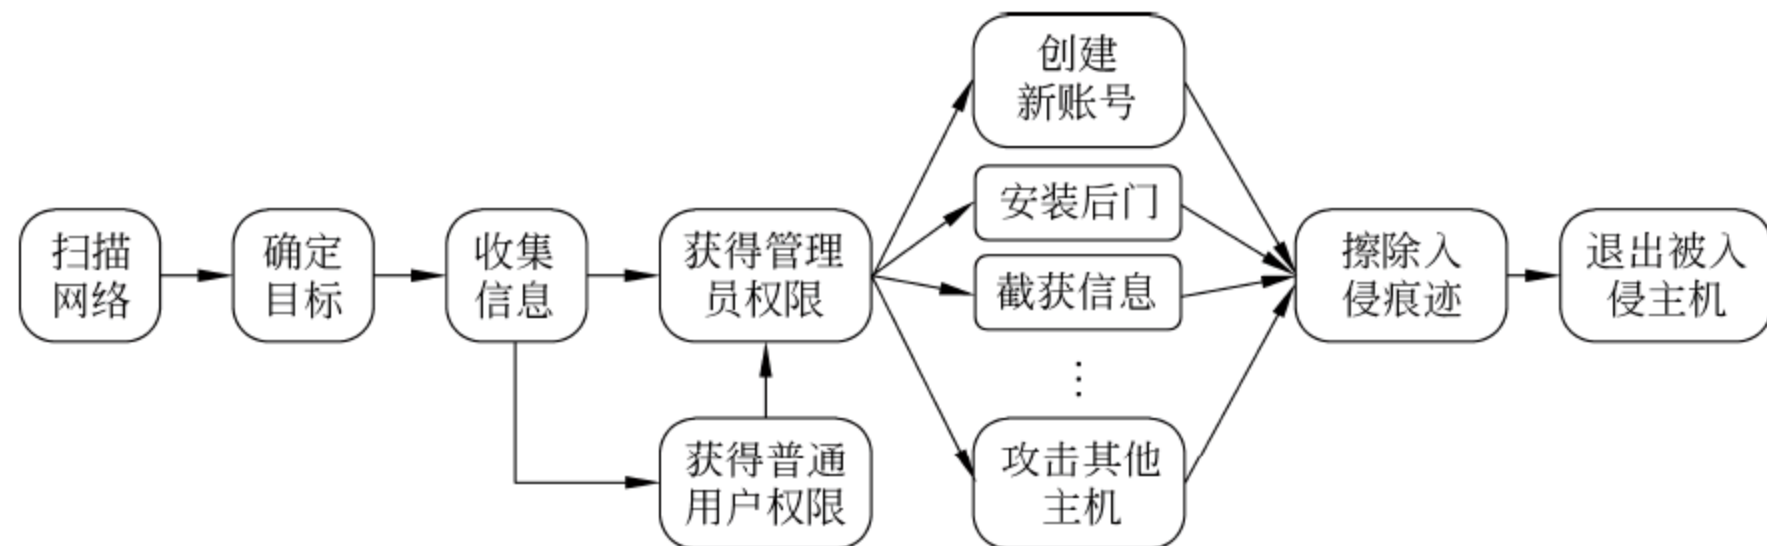 扫描
网络
确定
目标
收集
信息
获得管理
员权限
获得普通
用户权限
创建
新账号
安装后门
截获信息
⋮
攻击其他
主机
擦除入
侵痕迹
退出被入
侵主机